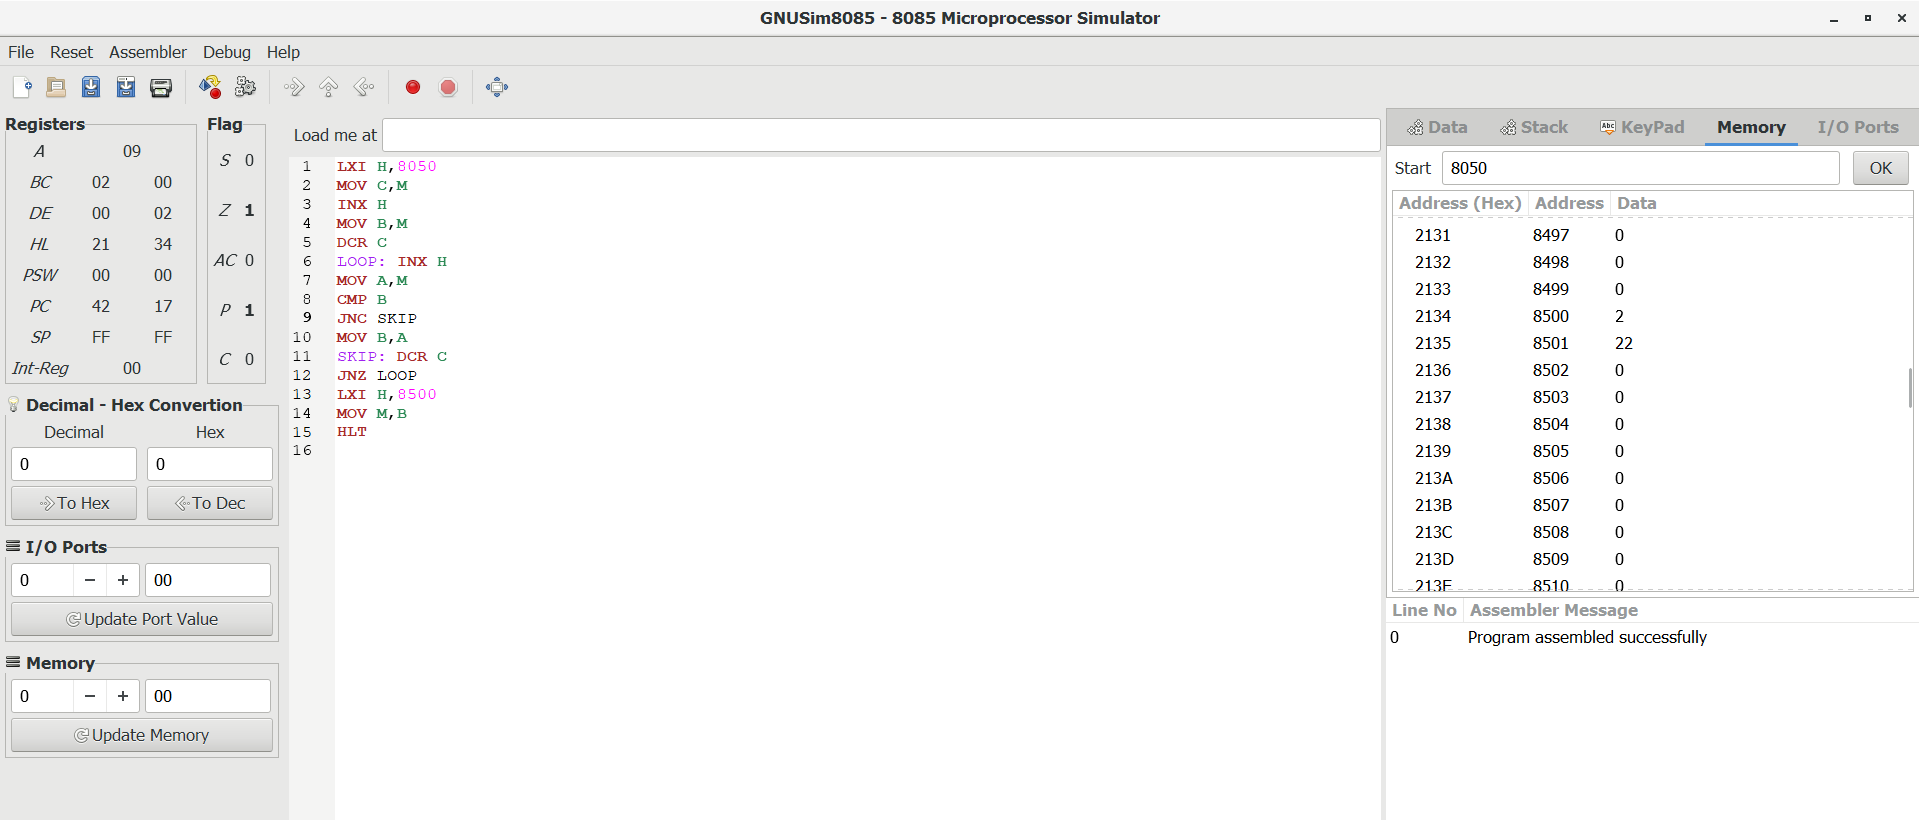 GNUSim8085 - 8085 Microprocessor Simulator
File Reset Assembler Debug Help
Registers
A 09
BC 02 00
DE 00 02
HL 21 34
PSW 00 00
PC 42 17
SP FF FF
Int-Reg 00
Flag
S 0
Z 1
AC 0
P 1
C 0
Decimal - Hex Convertion
Decimal Hex
0 0
To Hex To Dec
I/O Ports
0 − + 00
Update Port Value
Memory
0 − + 00
Update Memory
Load me at
1 LXI H,8050
2 MOV C,M
3 INX H
4 MOV B,M
5 DCR C
6 LOOP: INX H
7 MOV A,M
8 CMP B
9 JNC SKIP
10 MOV B,A
11 SKIP: DCR C
12 JNZ LOOP
13 LXI H,8500
14 MOV M,B
15 HLT
16
Data Stack Abc KeyPad Memory I/O Ports
Start 8050 OK
Address (Hex) Address Data
2131 8497 0
2132 8498 0
2133 8499 0
2134 8500 2
2135 8501 22
2136 8502 0
2137 8503 0
2138 8504 0
2139 8505 0
213A 8506 0
213B 8507 0
213C 8508 0
213D 8509 0
213E 8510 0
Line No Assembler Message
0 Program assembled successfully